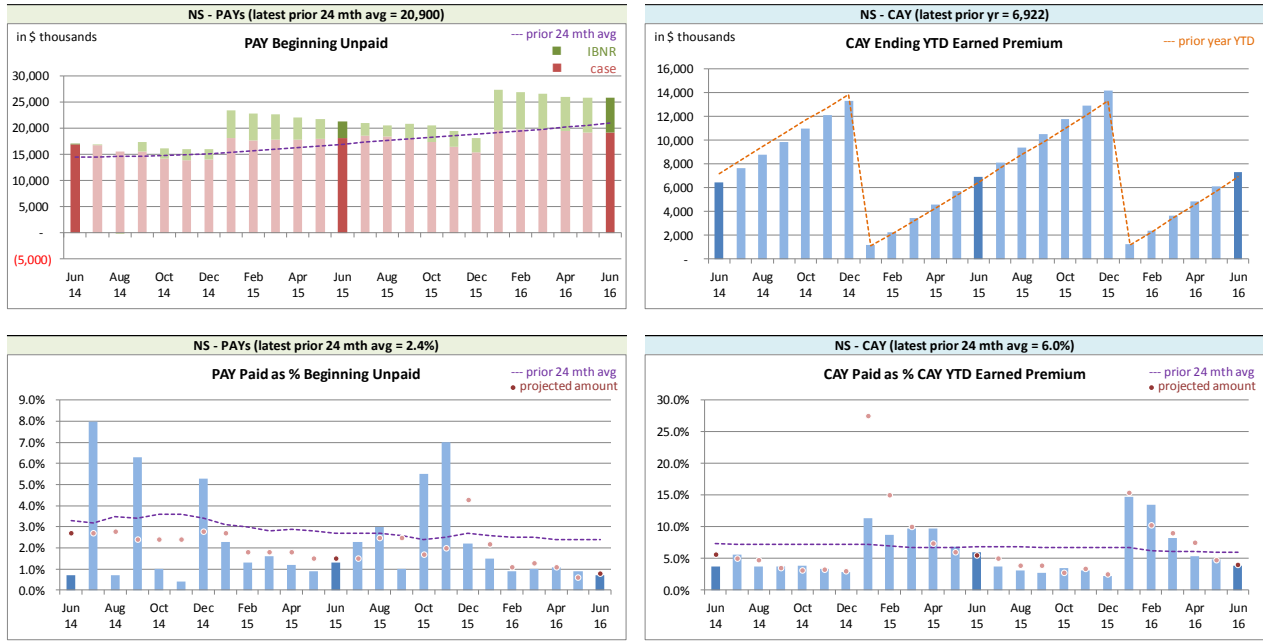 NS - PAYs (latest prior 24 mth avg = 20,900)
in $ thousands
PAY Beginning Unpaid
--- prior 24 mth avg
IBNR
case
30,000
25,000
20,000
15,000
10,000
5,000
-
(5,000)
Jun Aug Oct Dec Feb Apr Jun Aug Oct Dec Feb Apr Jun
14 14 14 14 15 15 15 15 15 15 16 16 16
NS - CAY (latest prior yr = 6,922)
in $ thousands
CAY Ending YTD Earned Premium
--- prior year YTD
16,000
14,000
12,000
10,000
8,000
6,000
4,000
2,000
-
Jun Aug Oct Dec Feb Apr Jun Aug Oct Dec Feb Apr Jun
14 14 14 14 15 15 15 15 15 15 16 16 16
NS - PAYs (latest prior 24 mth avg = 2.4%)
PAY Paid as % Beginning Unpaid
--- prior 24 mth avg
projected amount
9.0%
8.0%
7.0%
6.0%
5.0%
4.0%
3.0%
2.0%
1.0%
0.0%
Jun Aug Oct Dec Feb Apr Jun Aug Oct Dec Feb Apr Jun
14 14 14 14 15 15 15 15 15 15 16 16 16
NS - CAY (latest prior 24 mth avg = 6.0%)
CAY Paid as % CAY YTD Earned Premium
--- prior 24 mth avg
projected amount
30.0%
25.0%
20.0%
15.0%
10.0%
5.0%
0.0%
Jun Aug Oct Dec Feb Apr Jun Aug Oct Dec Feb Apr Jun
14 14 14 14 15 15 15 15 15 15 16 16 16